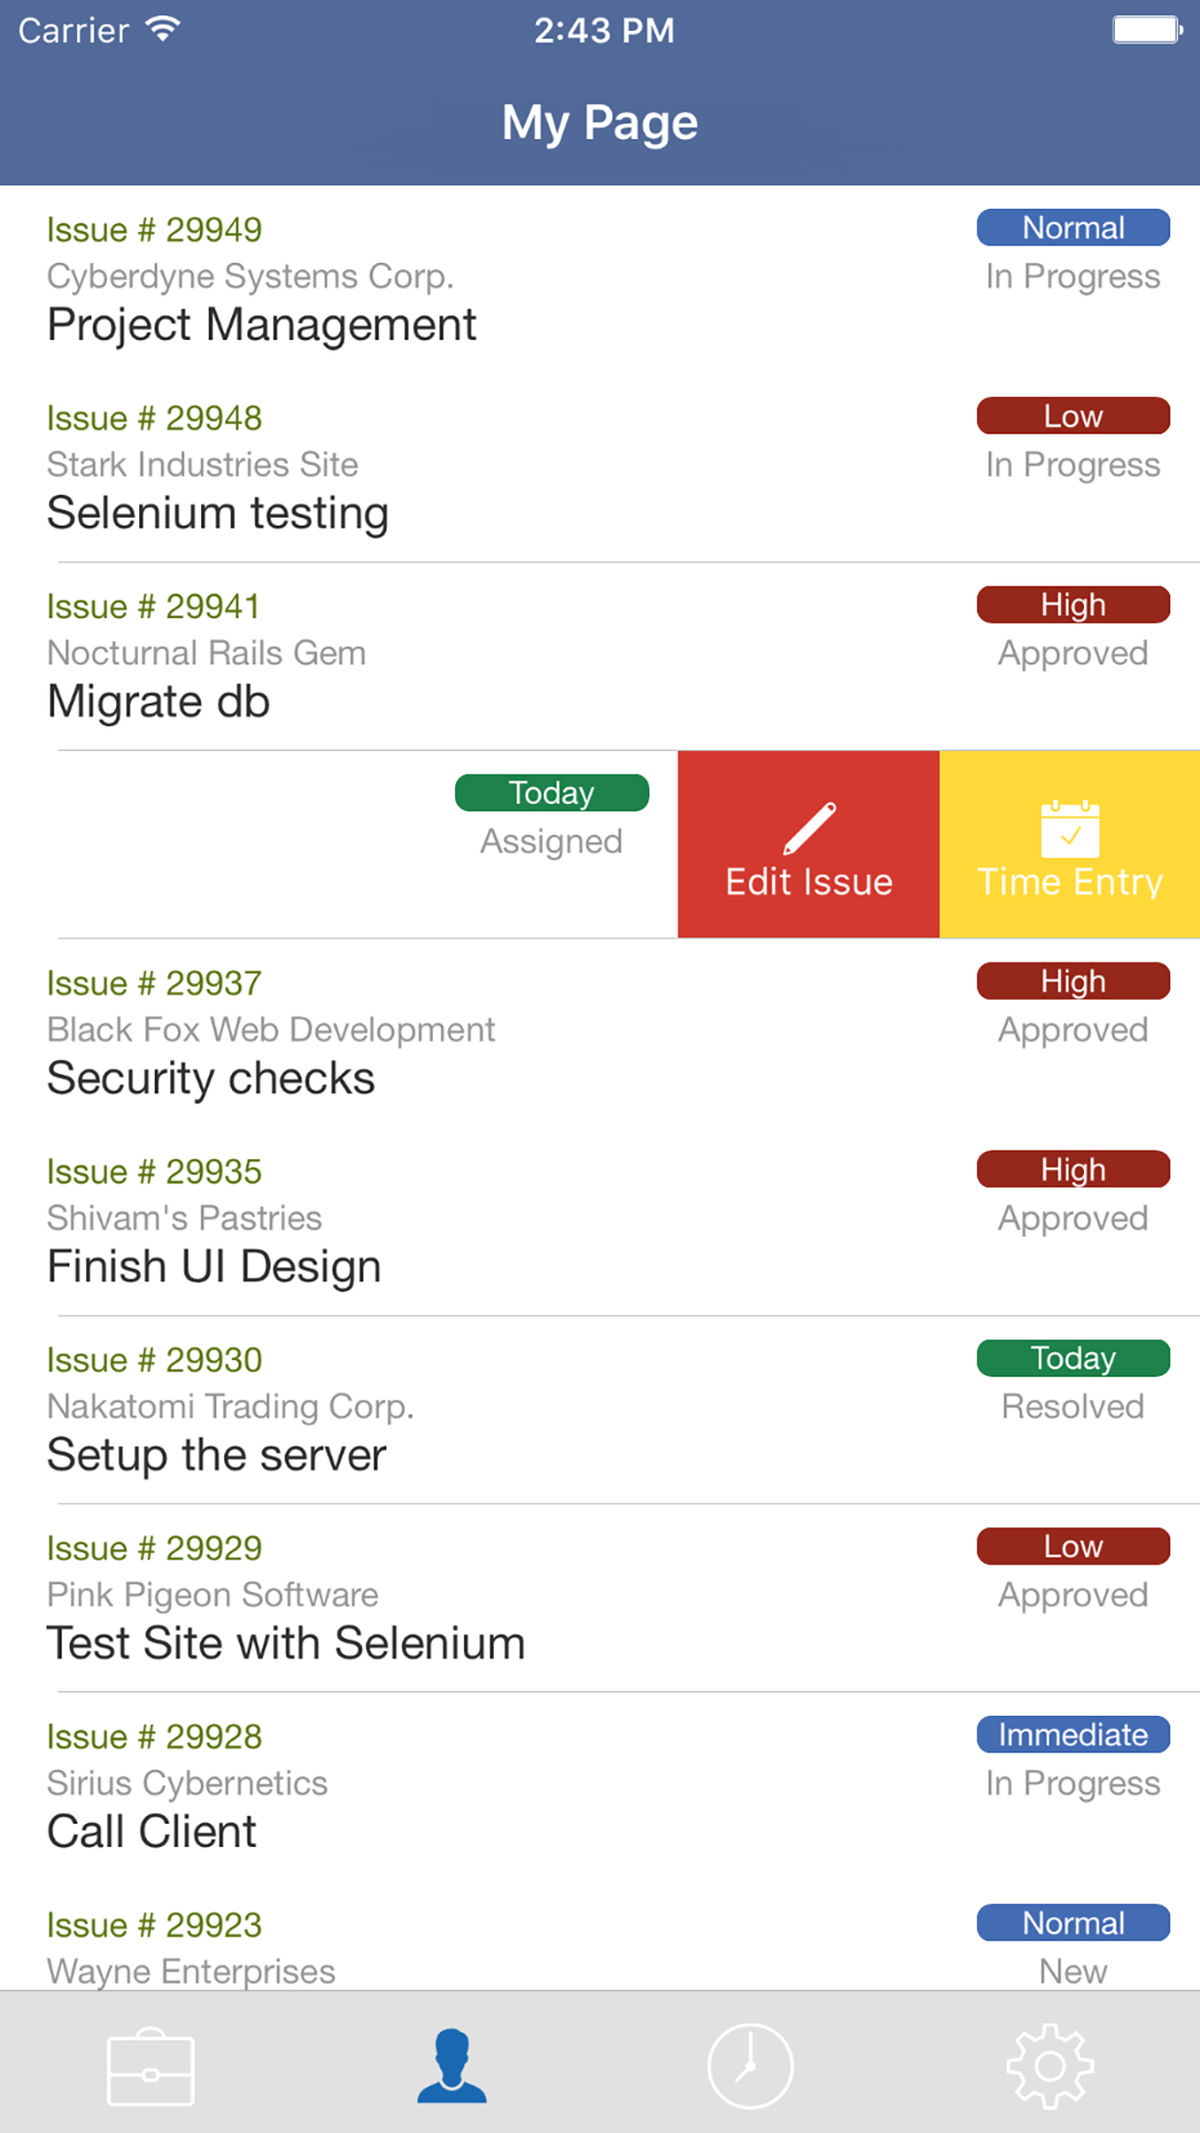 Carrier 2:43 PM
My Page
Issue # 29949 Normal
Cyberdyne Systems Corp. In Progress
Project Management
Issue # 29948 Low
Stark Industries Site In Progress
Selenium testing
Issue # 29941 High
Nocturnal Rails Gem Approved
Migrate db
Today
Assigned
Edit Issue Time Entry
Issue # 29937 High
Black Fox Web Development Approved
Security checks
Issue # 29935 High
Shivam's Pastries Approved
Finish UI Design
Issue # 29930 Today
Nakatomi Trading Corp. Resolved
Setup the server
Issue # 29929 Low
Pink Pigeon Software Approved
Test Site with Selenium
Issue # 29928 Immediate
Sirius Cybernetics In Progress
Call Client
Issue # 29923 Normal
Wayne Enterprises New